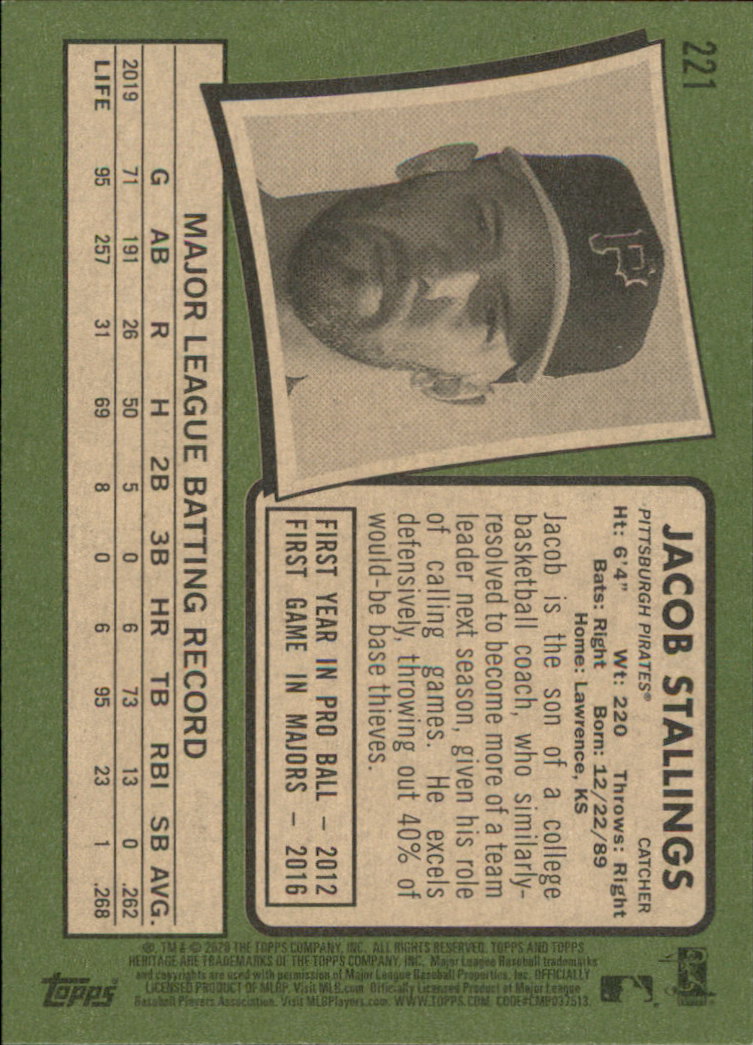 221
JACOB STALLINGS
PITTSBURGH PIRATES® CATCHER
Ht: 6'4" Wt: 220 Throws: Right
Bats: Right Born: 12/22/89
Home: Lawrence, KS
Jacob is the son of a college
basketball coach, who similarly-
resolved to become more of a team
leader next season, given his role
of calling games. He excels
defensively, throwing out 40% of
would-be base thieves.
FIRST YEAR IN PRO BALL – 2012
FIRST GAME IN MAJORS – 2016
P
MAJOR LEAGUE BATTING RECORD
G AB R H 2B 3B HR TB RBI SB AVG.
2019 71 191 26 50 5 0 6 73 13 0 .262
LIFE 95 257 31 69 8 0 6 95 23 1 .268
®, TM & © 2020 THE TOPPS COMPANY, INC. ALL RIGHTS RESERVED. TOPPS AND TOPPS
HERITAGE ARE TRADEMARKS OF THE TOPPS COMPANY, INC. Major League Baseball trademarks
and copyrights are used with permission of Major League Baseball Properties, Inc. OFFICIALLY
LICENSED PRODUCT OF MLBP. Visit MLB.com. Officially Licensed Product of Major League
Baseball Players Association. Visit MLBPlayers.com. WWW.TOPPS.COM. CODE#CMP037513.
topps